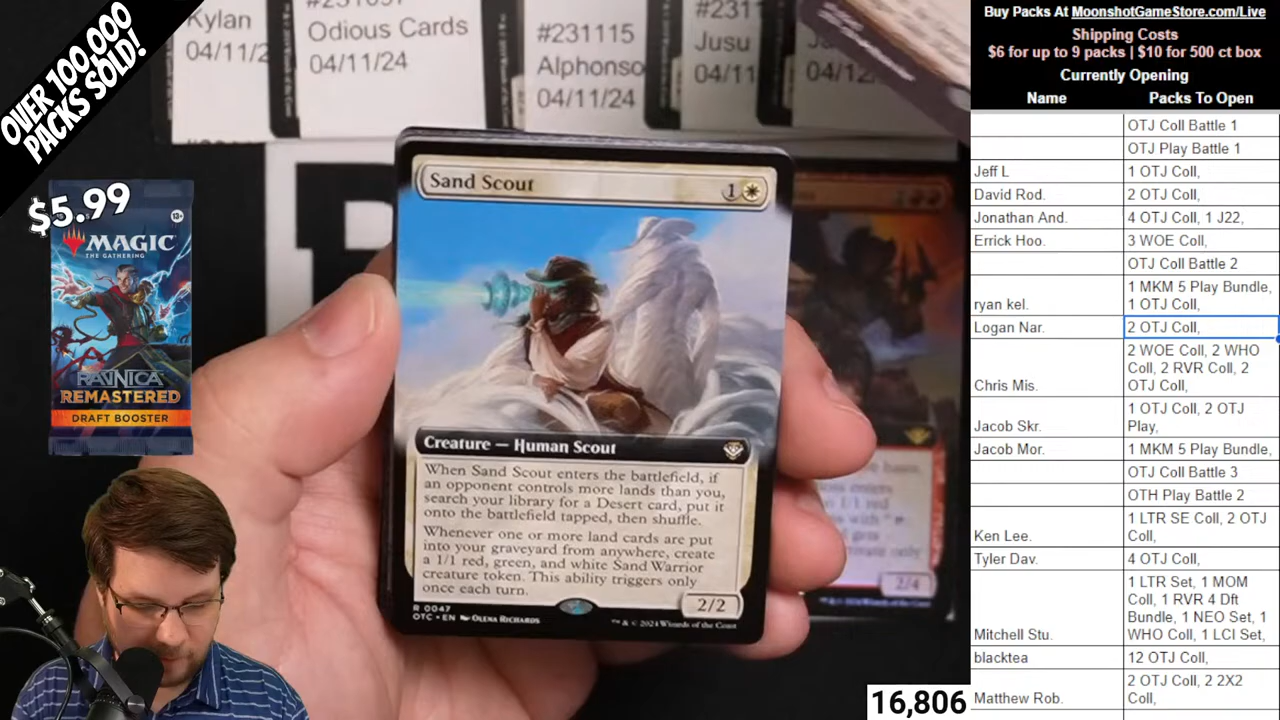 OVER 100,000
PACKS SOLD!
$5.99
13+
MAGIC
THE GATHERING
RAVNICA
REMASTERED
DRAFT BOOSTER
Kylan
04/11/2
Odious Cards
04/11/24
#231115
Alphonso
04/11/24
#231
Jusu
04/11
04/12
Sand Scout
1
Creature — Human Scout
When Sand Scout enters the battlefield, if
an opponent controls more lands than you,
search your library for a Desert card, put it
onto the battlefield tapped, then shuffle.
Whenever one or more land cards are put
into your graveyard from anywhere, create
a 1/1 red, green, and white Sand Warrior
creature token. This ability triggers only
once each turn.
2/2
R 0047
OTC • EN OLENA RICHARDS
™ & © 2024 Wizards of the Coast
2/4
16,806
Buy Packs At MoonshotGameStore.com/Live
Shipping Costs
$6 for up to 9 packs | $10 for 500 ct box
Currently Opening
Name Packs To Open
OTJ Coll Battle 1
OTJ Play Battle 1
Jeff L 1 OTJ Coll,
David Rod. 2 OTJ Coll,
Jonathan And. 4 OTJ Coll, 1 J22,
Errick Hoo. 3 WOE Coll,
OTJ Coll Battle 2
1 MKM 5 Play Bundle,
ryan kel. 1 OTJ Coll,
Logan Nar. 2 OTJ Coll,
2 WOE Coll, 2 WHO
Coll, 2 RVR Coll, 2
Chris Mis. OTJ Coll,
1 OTJ Coll, 2 OTJ
Jacob Skr. Play,
Jacob Mor. 1 MKM 5 Play Bundle,
OTJ Coll Battle 3
OTH Play Battle 2
1 LTR SE Coll, 2 OTJ
Ken Lee. Coll,
Tyler Dav. 4 OTJ Coll,
1 LTR Set, 1 MOM
Coll, 1 RVR 4 Dft
Bundle, 1 NEO Set, 1
Mitchell Stu. WHO Coll, 1 LCI Set,
blacktea 12 OTJ Coll,
2 OTJ Coll, 2 2X2
Matthew Rob. Coll,